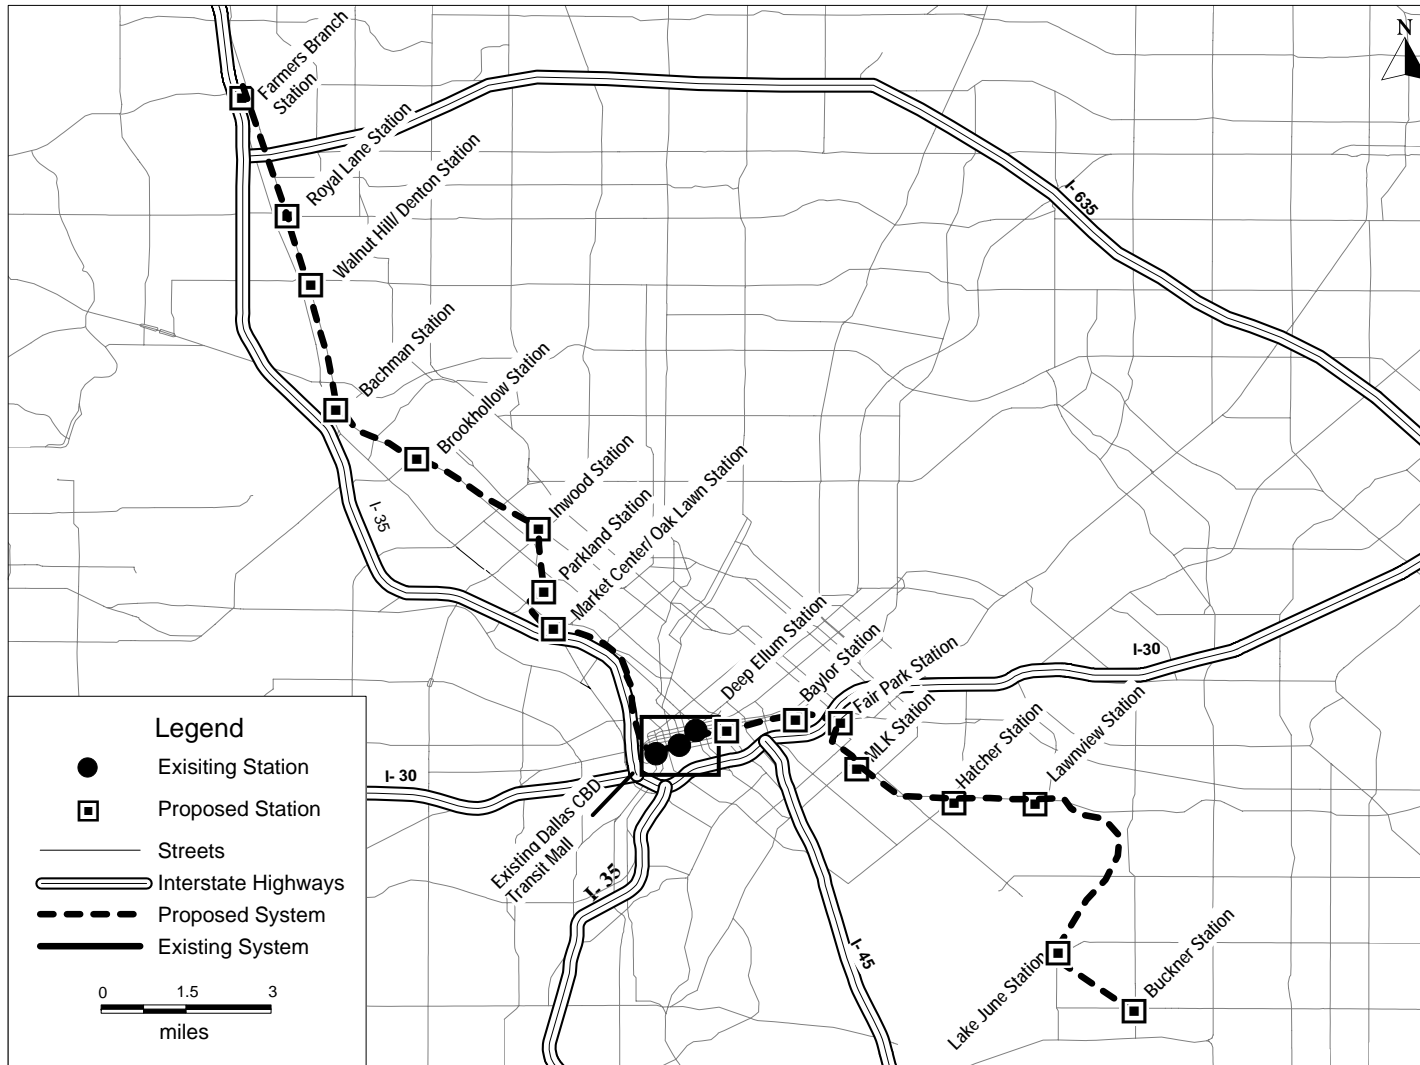 N
Farmers Branch
Station
Royal Lane Station
Walnut Hill/ Denton Station
I- 635
Bachman Station
Brookhollow Station
Inwood Station
I- 35
Parkland Station
Market Center/ Oak Lawn Station
Deep Ellum Station
Baylor Station
Fair Park Station
I-30
MLK Station
Hatcher Station
Lawnview Station
I- 30
Existing Dallas CBD
Transit Mall
I- 35
I-45
Lake June Station
Buckner Station
Legend
Exisiting Station
Proposed Station
Streets
Interstate Highways
Proposed System
Existing System
0 1.5 3
miles